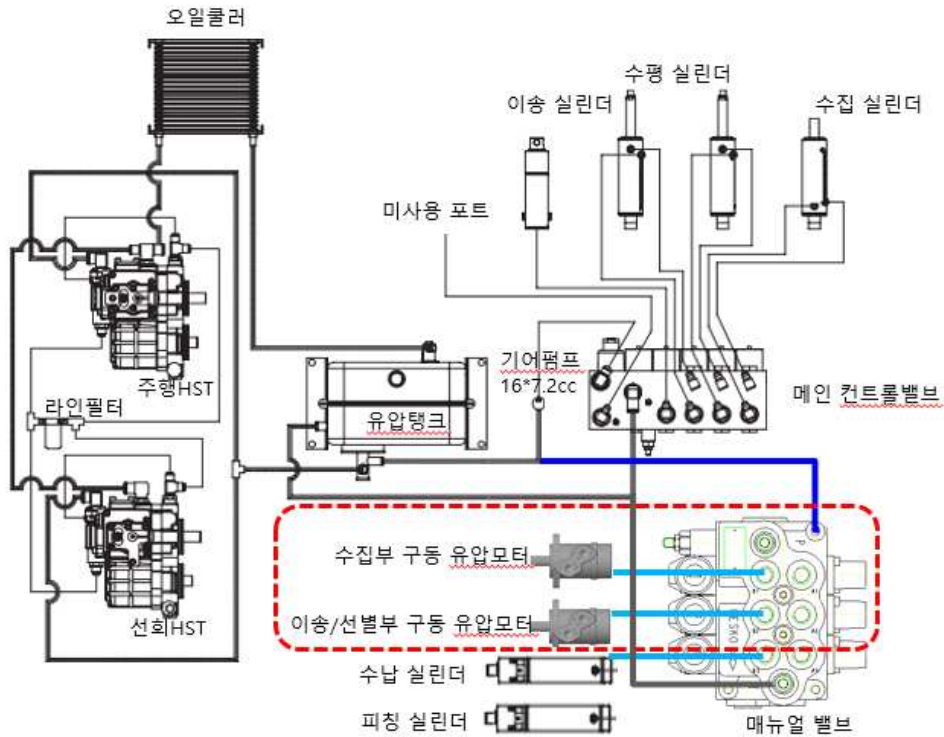 오일쿨러
수평 실린더
이송 실린더
수집 실린더
미사용 포트
주행HST
기어펌프
16*7.2cc
메인 컨트롤밸브
라인필터
유압탱크
수집부 구동 유압모터
P
선회HST
이송/선별부 구동 유압모터
수납 실린더
피칭 실린더
매뉴얼 밸브